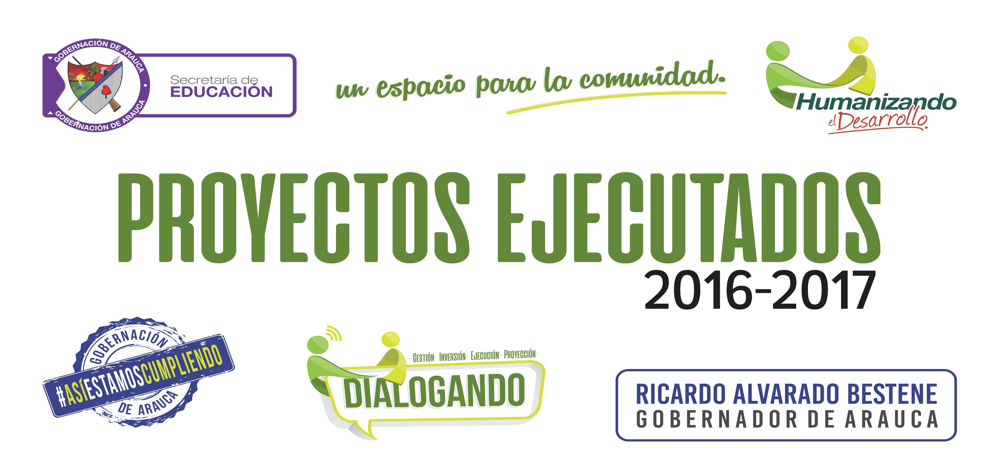 GOBERNACIÓN DE ARAUCA
Secretaría de
EDUCACIÓN
GOBERNACIÓN DE ARAUCA
un espacio para la comunidad.
Humanizando
el Desarrollo
PROYECTOS EJECUTADOS
2016-2017
GOBERNACIÓN
#ASÍESTAMOSCUMPLIENDO
DE ARAUCA
· GESTIÓN · INVERSIÓN · EJECUCIÓN · PROYECCIÓN ·
DIALOGANDO
RICARDO ALVARADO BESTENE
GOBERNADOR DE ARAUCA